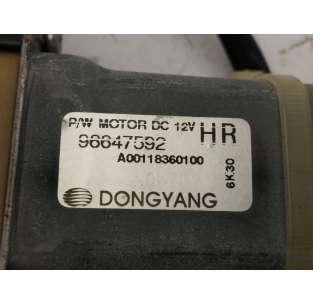 P/W MOTOR DC 12V HR
96647592
A00118360100
6K30
DONGYANG